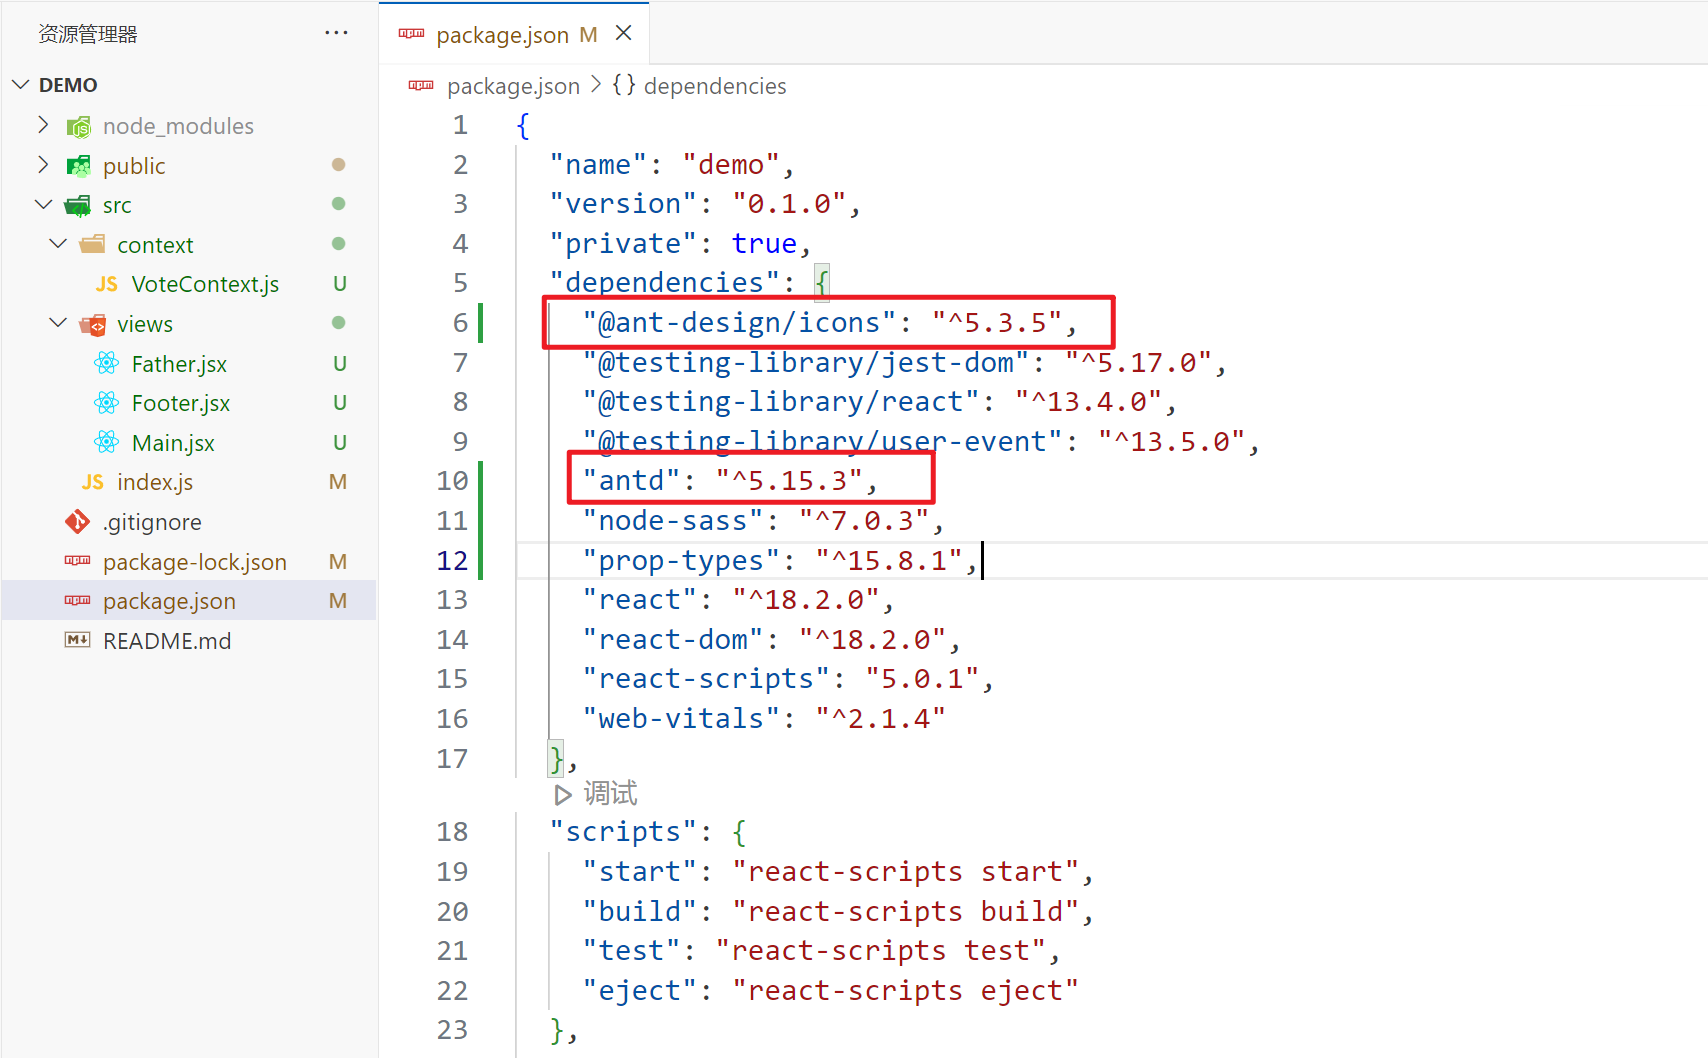 资源管理器 ···
DEMO
node_modules
public
src
context
JS VoteContext.js U
views
Father.jsx U
Footer.jsx U
Main.jsx U
JS index.js M
.gitignore
package-lock.json M
package.json M
README.md
package.json M
package.json > {} dependencies
1 {
2 "name": "demo",
3 "version": "0.1.0",
4 "private": true,
5 "dependencies": {
6 "@ant-design/icons": "^5.3.5",
7 "@testing-library/jest-dom": "^5.17.0",
8 "@testing-library/react": "^13.4.0",
9 "@testing-library/user-event": "^13.5.0",
10 "antd": "^5.15.3",
11 "node-sass": "^7.0.3",
12 "prop-types": "^15.8.1",
13 "react": "^18.2.0",
14 "react-dom": "^18.2.0",
15 "react-scripts": "5.0.1",
16 "web-vitals": "^2.1.4"
17 },
调试
18 "scripts": {
19 "start": "react-scripts start",
20 "build": "react-scripts build",
21 "test": "react-scripts test",
22 "eject": "react-scripts eject"
23 },